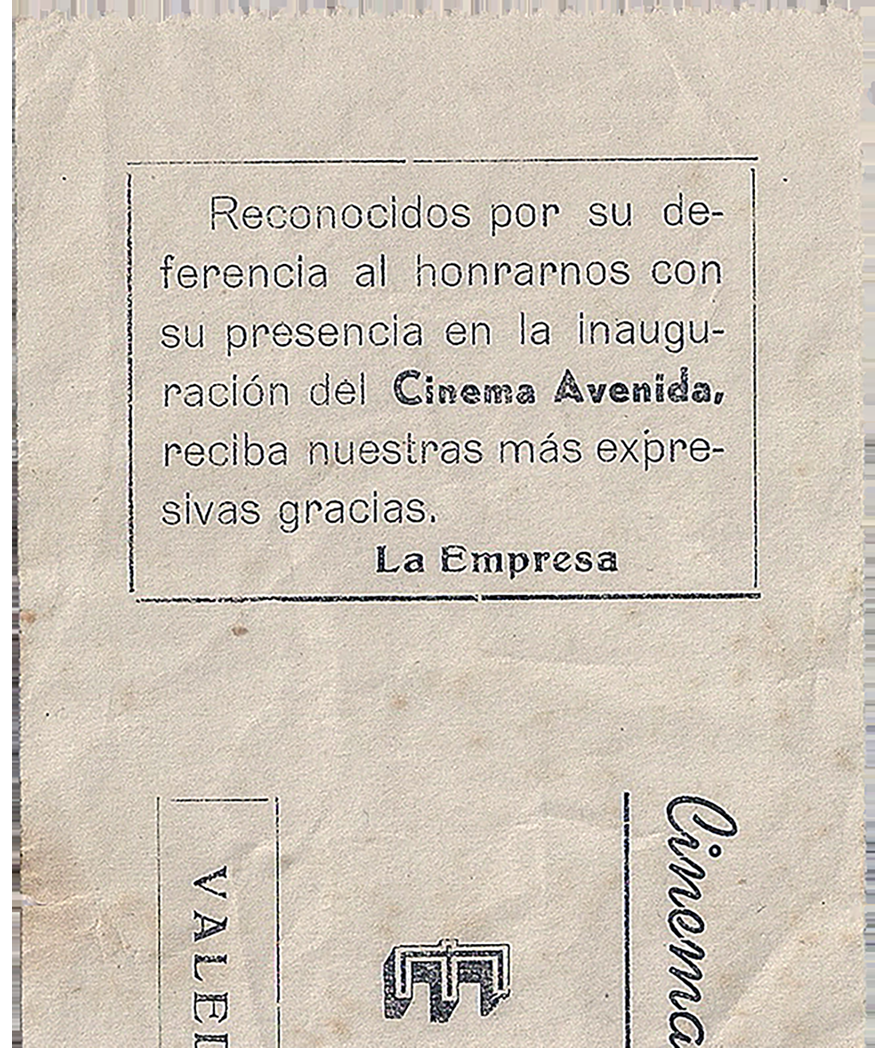 Reconocidos por su de-
ferencia al honrarnos con
su presencia en la inaugu-
ración del Cinema Avenida,
reciba nuestras más expre-
sivas gracias.
La Empresa
Cinema